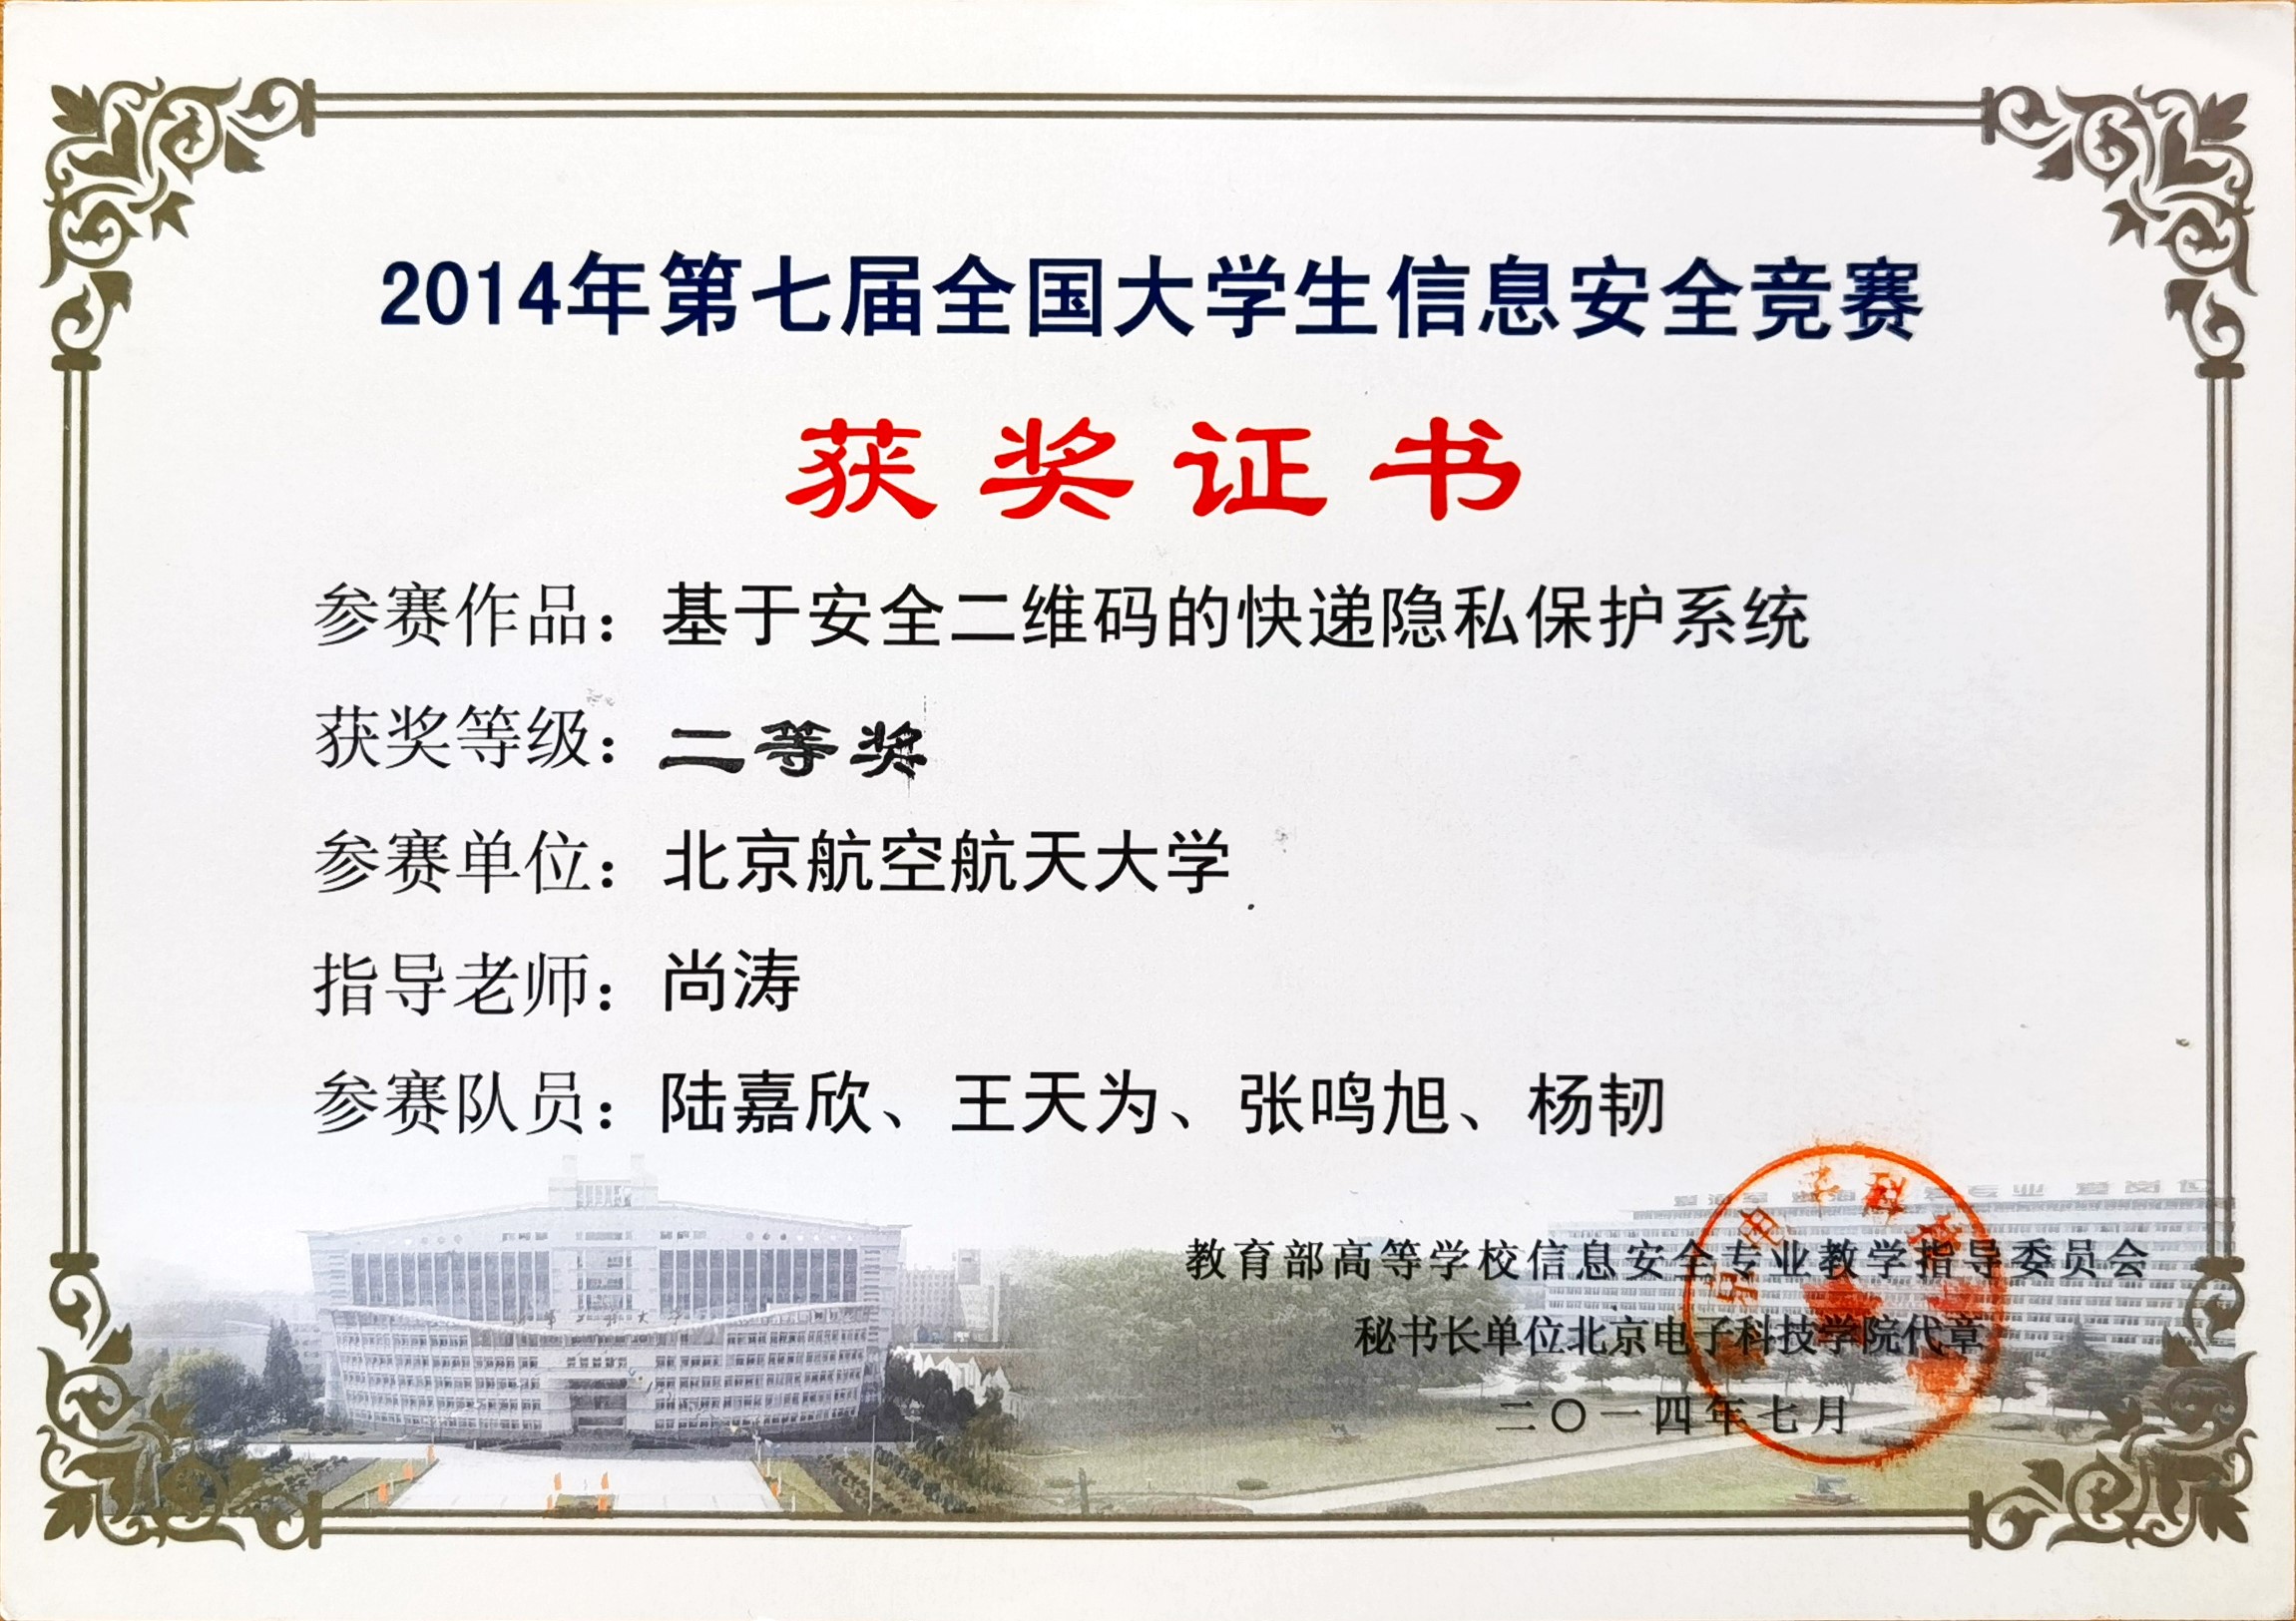 2014年第七届全国大学生信息安全竞赛
获奖证书
参赛作品：基于安全二维码的快递隐私保护系统
获奖等级：二等奖
参赛单位：北京航空航天大学
指导老师：尚涛
参赛队员：陆嘉欣、王天为、张鸣旭、杨韧
教育部高等学校信息安全专业教学指导委员会
秘书长单位北京电子科技学院代章
二〇一四年七月